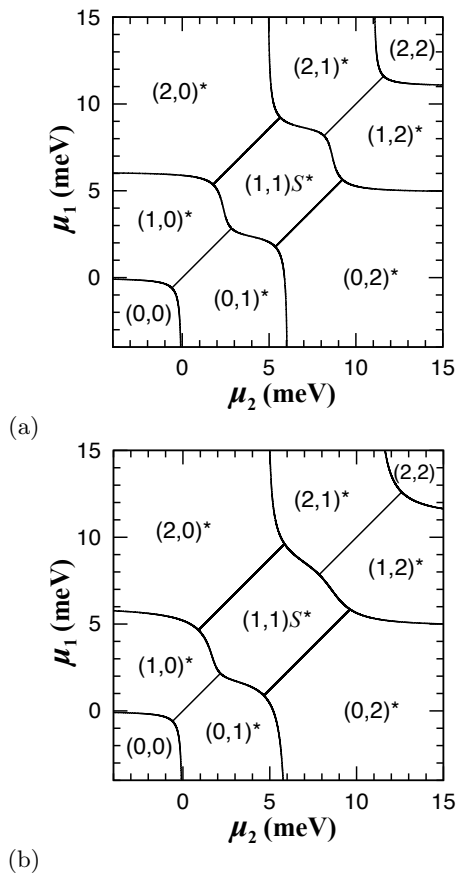 15
10
5
0
μ1 (meV)
(2,0)*
(2,1)*
(2,2)
(1,2)*
(1,1)S*
(1,0)*
(0,1)*
(0,2)*
(0,0)
0 5 10 15
μ2 (meV)
(a)
15
10
5
0
μ1 (meV)
(2,0)*
(2,1)*
(2,2)
(1,2)*
(1,1)S*
(1,0)*
(0,1)*
(0,2)*
(0,0)
0 5 10 15
μ2 (meV)
(b)